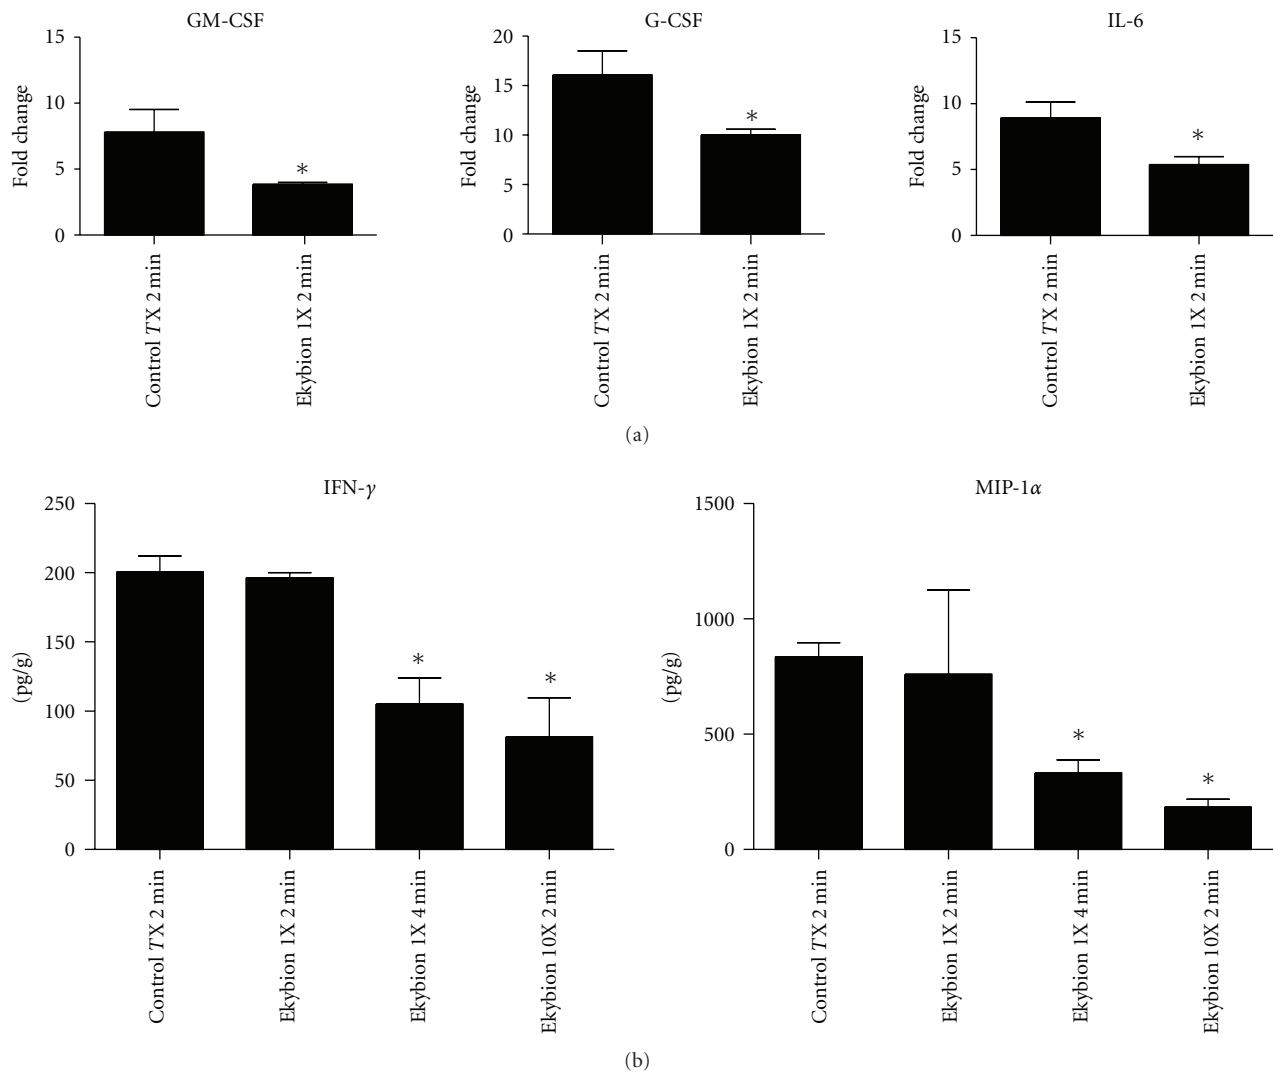 GM-CSF
15
10
5
0
Fold change
Control TX 2 min
Ekybion 1X 2 min
*
G-CSF
20
15
10
5
0
Fold change
Control TX 2 min
Ekybion 1X 2 min
*
IL-6
15
10
5
0
Fold change
Control TX 2 min
Ekybion 1X 2 min
*
(a)
IFN-γ
250
200
150
100
50
0
(pg/g)
*
*
Control TX 2 min
Ekybion 1X 2 min
Ekybion 1X 4 min
Ekybion 10X 2 min
MIP-1α
1500
1000
500
0
(pg/g)
*
*
Control TX 2 min
Ekybion 1X 2 min
Ekybion 1X 4 min
Ekybion 10X 2 min
(b)